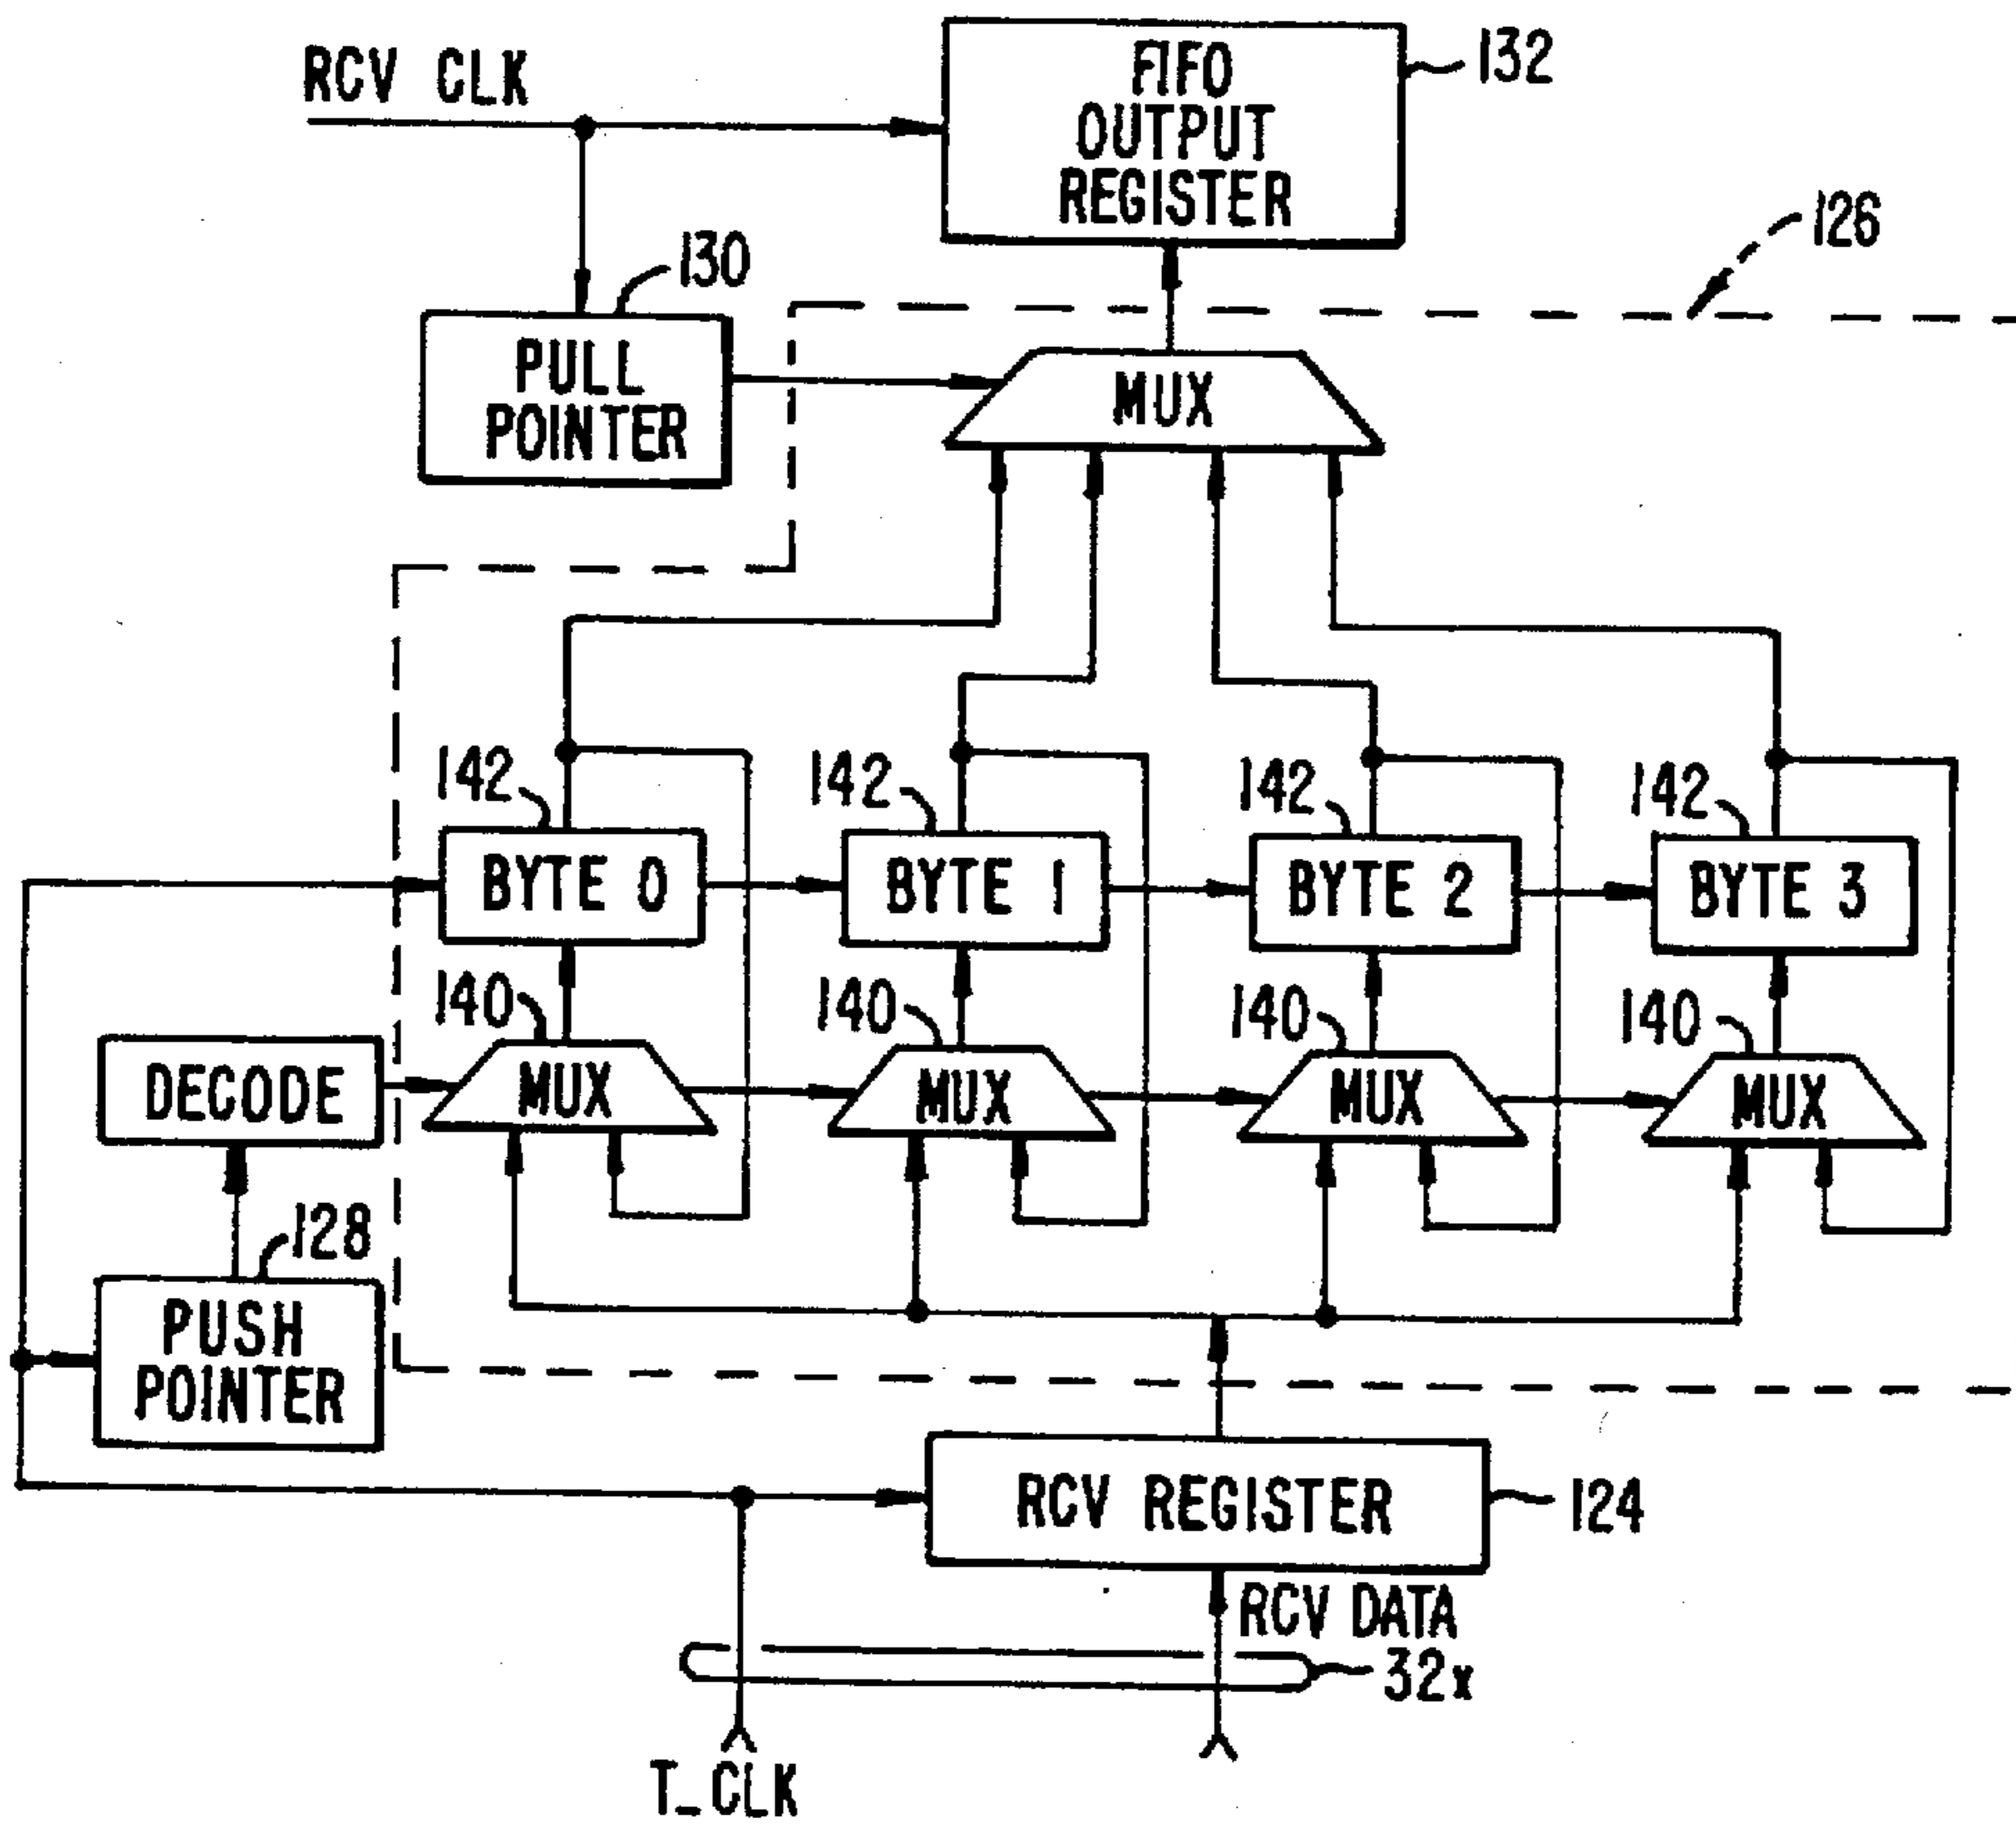 RCV CLK
FIFO
OUTPUT
REGISTER
132
126
130
PULL
POINTER
MUX
142
142
142
142
BYTE 0
BYTE 1
BYTE 2
BYTE 3
140
140
140
140
DECODE
MUX
MUX
MUX
MUX
128
PUSH
POINTER
RCV REGISTER
124
RCV DATA
32x
T_CLK